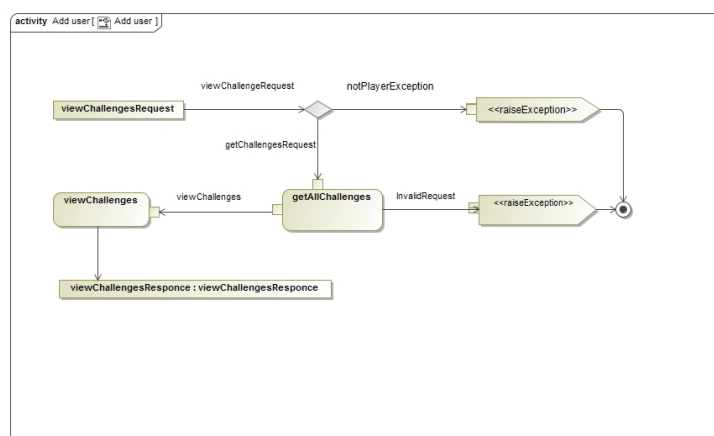 activity Add user [ Add user ]
viewChallengeRequest
notPlayerException
viewChallengesRequest
<<raiseException>>
getChallengesRequest
viewChallenges
viewChallenges
getAllChallenges
InvalidRequest
<<raiseException>>
viewChallengesResponce : viewChallengesResponce